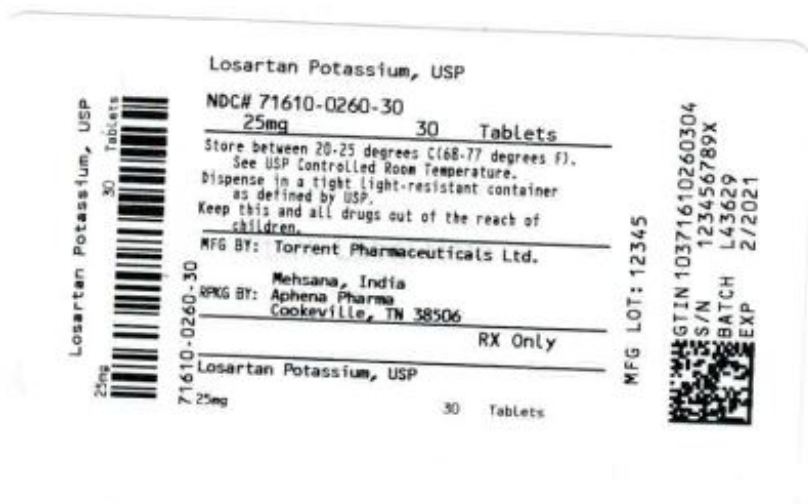 Losartan Potassium, USP
30 Tablets
25mg
71610-0260-30
Losartan Potassium, USP
NDC# 71610-0260-30
25mg 30 Tablets
Store between 20-25 degrees C(68-77 degrees F).
See USP Controlled Room Temperature.
Dispense in a tight light-resistant container
as defined by USP.
Keep this and all drugs out of the reach of
children.
MFG BY: Torrent Pharmaceuticals Ltd.
Mehsana, India
RPKG BY: Aphena Pharma
Cookeville, TN 38506
RX Only
Losartan Potassium, USP
25mg 30 Tablets
MFG LOT: 12345
GTIN 10371610260304
S/N 123456789X
BATCH L43629
EXP 2/2021